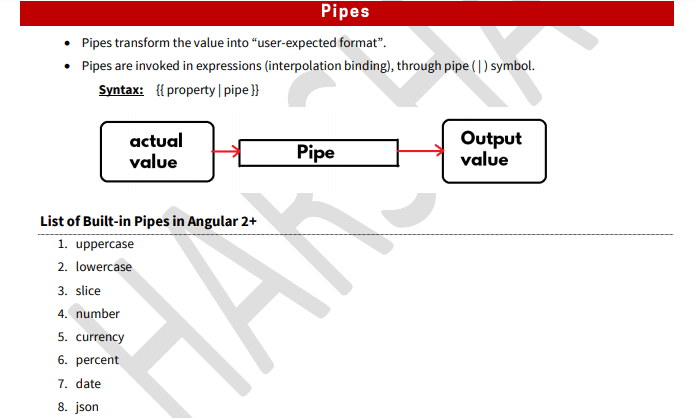 Pipes
• Pipes transform the value into “user-expected format”.
• Pipes are invoked in expressions (interpolation binding), through pipe ( | ) symbol.
Syntax: {{ property | pipe }}
actual
value
Pipe
Output
value
List of Built-in Pipes in Angular 2+
1. uppercase
2. lowercase
3. slice
4. number
5. currency
6. percent
7. date
8. json